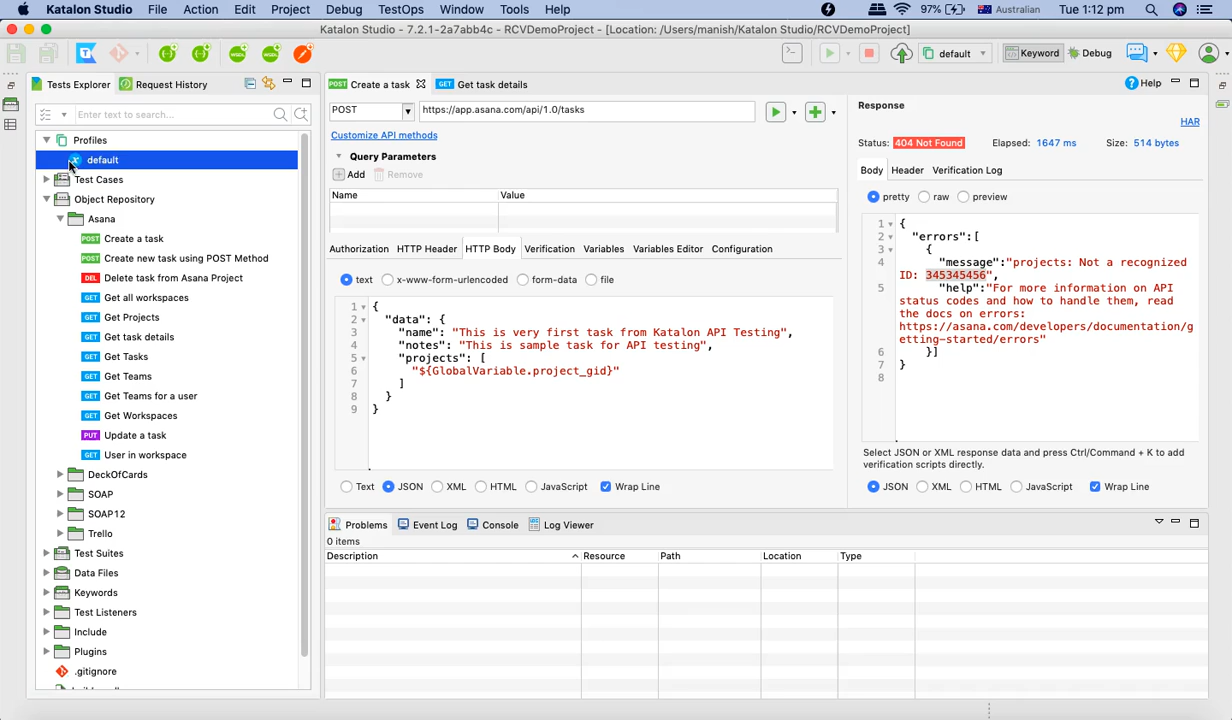 Katalon Studio File Action Edit Project Debug TestOps Window Tools Help 97% Australian Tue 1:12 pm
Katalon Studio - 7.2.1-2a7abb4c - RCVDemoProject - [Location: /Users/manish/Katalon Studio/RCVDemoProject]
default Keyword Debug
Tests Explorer Request History
Enter text to search...
Profiles
default
Test Cases
Object Repository
Asana
POST Create a task
POST Create new task using POST Method
DEL Delete task from Asana Project
GET Get all workspaces
GET Get Projects
GET Get task details
GET Get Tasks
GET Get Teams
GET Get Teams for a user
GET Get Workspaces
PUT Update a task
GET User in workspace
DeckOfCards
SOAP
SOAP12
Trello
Test Suites
Data Files
Keywords
Test Listeners
Include
Plugins
.gitignore
POST Create a task GET Get task details
Help
POST https://app.asana.com/api/1.0/tasks
Customize API methods
Query Parameters
Add Remove
Name Value
Authorization HTTP Header HTTP Body Verification Variables Variables Editor Configuration
text x-www-form-urlencoded form-data file
1 {
2 "data": {
3 "name": "This is very first task from Katalon API Testing",
4 "notes": "This is sample task for API testing",
5 "projects": [
6 "${GlobalVariable.project_gid}"
7 ]
8 }
9 }
Text JSON XML HTML JavaScript Wrap Line
Response
HAR
Status: 404 Not Found Elapsed: 1647 ms Size: 514 bytes
Body Header Verification Log
pretty raw preview
1 {
2 "errors":[
3 {
4 "message":"projects: Not a recognized
ID: 345345456",
5 "help":"For more information on API
status codes and how to handle them, read
the docs on errors:
https://asana.com/developers/documentation/g
etting-started/errors"
6 }]
7 }
8
Select JSON or XML response data and press Ctrl/Command + K to add
verification scripts directly.
JSON XML HTML JavaScript Wrap Line
Problems Event Log Console Log Viewer
0 items
Description Resource Path Location Type